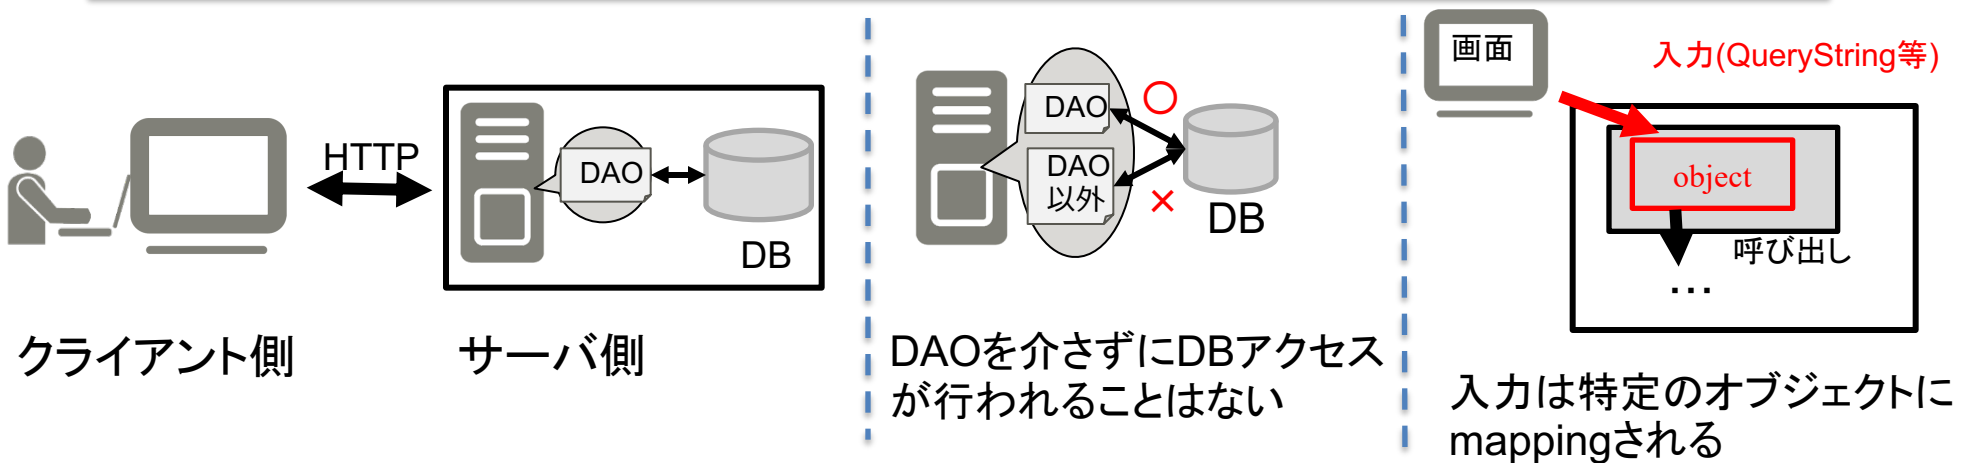 HTTP
DAO
DB
クライアント側
サーバ側
DAO
DAO
以外
〇
×
DB
DAOを介さずにDBアクセス
が行われることはない
画面
入力(QueryString等)
object
呼び出し
…
入力は特定のオブジェクトに
mappingされる